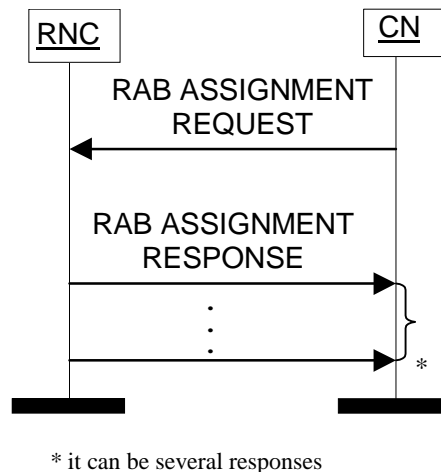 RNC
CN
RAB ASSIGNMENT
REQUEST
RAB ASSIGNMENT
RESPONSE
*
* it can be several responses